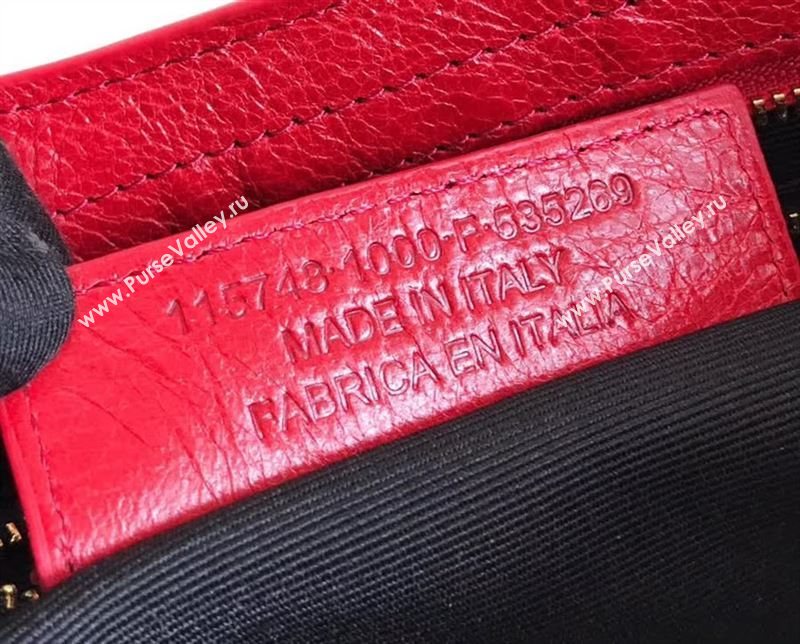 115748·1000·F·535269
MADE IN ITALY
FABRICA EN ITALIA
www.PurseValley.ru
www.PurseValley.ru